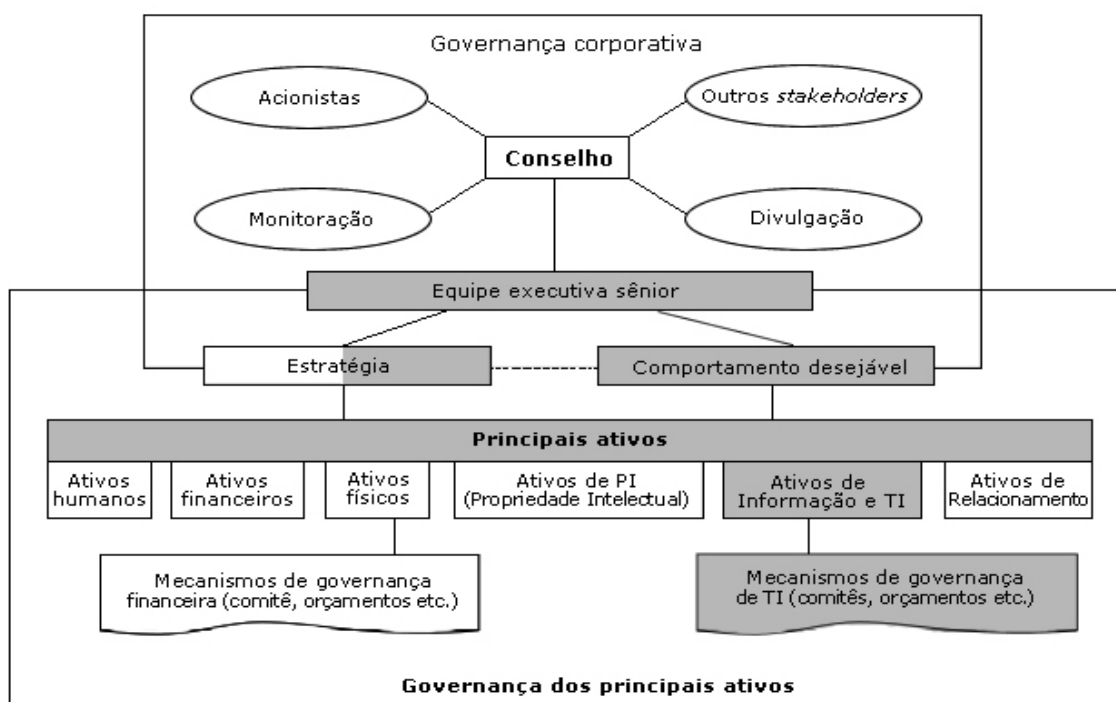 Governança corporativa
Acionistas
Outros stakeholders
Conselho
Monitoração
Divulgação
Equipe executiva sênior
Estratégia
Comportamento desejável
Principais ativos
Ativos
humanos
Ativos
financeiros
Ativos
físicos
Ativos de PI
(Propriedade Intelectual)
Ativos de
Informação e TI
Ativos de
Relacionamento
Mecanismos de governança
financeira (comitê, orçamentos etc.)
Mecanismos de governança
de TI (comitês, orçamentos etc.)
Governança dos principais ativos